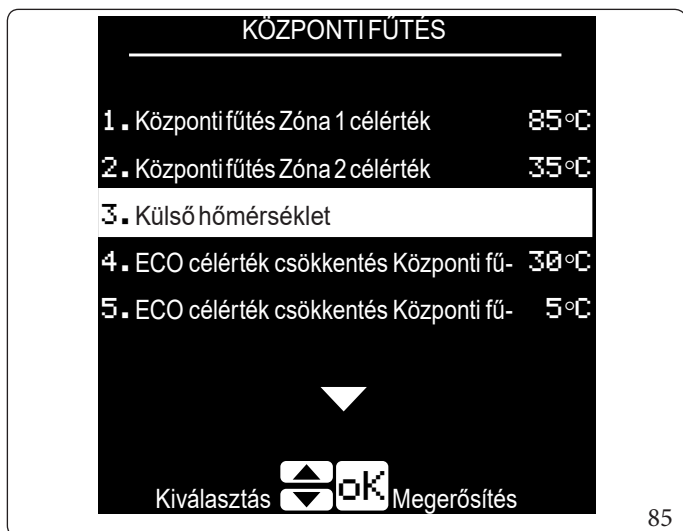 KÖZPONTI FŰTÉS
1. Központi fűtés Zóna 1 célérték 85°C
2. Központi fűtés Zóna 2 célérték 35°C
3. Külső hőmérséklet
4. ECO célérték csökkentés Központi fű- 30°C
5. ECO célérték csökkentés Központi fű- 5°C
Kiválasztás oK Megerősítés
85